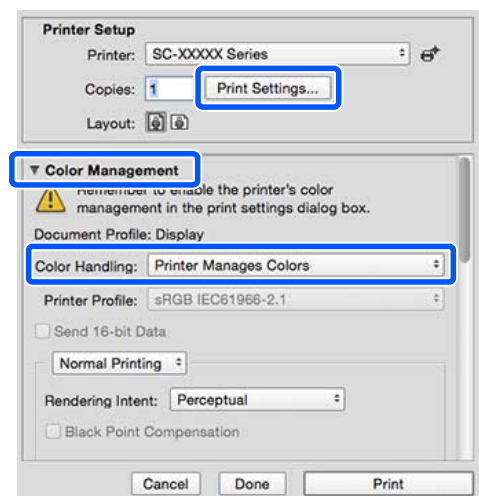 Printer Setup
Printer: SC-XXXXX Series
Copies: 1 Print Settings...
Layout:
▼ Color Management
Remember to enable the printer's color
management in the print settings dialog box.
Document Profile: Display
Color Handling: Printer Manages Colors
Printer Profile: sRGB IEC61966-2.1
Send 16-bit Data
Normal Printing
Rendering Intent: Perceptual
Black Point Compensation
Cancel Done Print